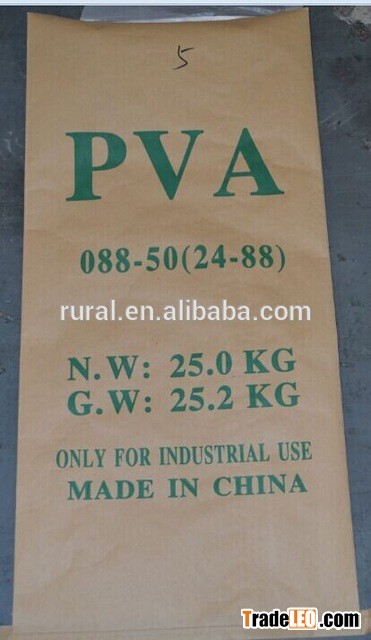 5
PVA
088-50(24-88)
rural.en.alibaba.com
N.W: 25.0 KG
G.W: 25.2 KG
ONLY FOR INDUSTRIAL USE
MADE IN CHINA
TradeLEO.com